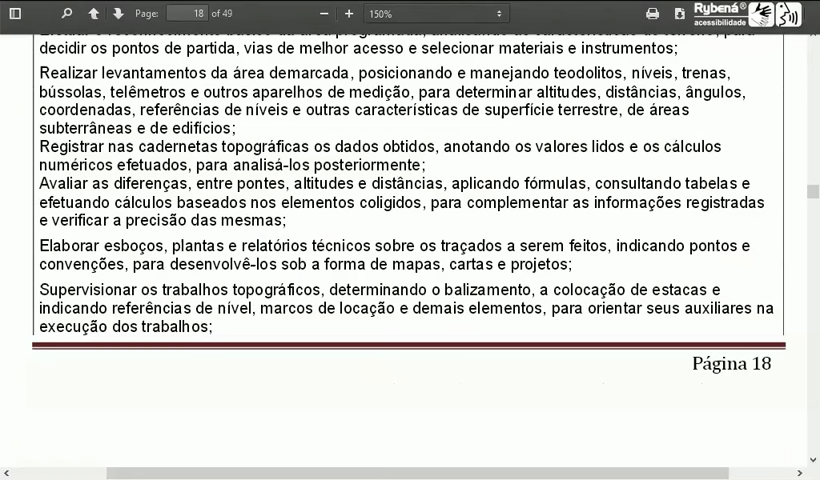 Page: 18 of 49 150% Rybená® acessibilidade
decidir os pontos de partida, vias de melhor acesso e selecionar materiais e instrumentos;
Realizar levantamentos da área demarcada, posicionando e manejando teodolitos, níveis, trenas,
bússolas, telêmetros e outros aparelhos de medição, para determinar altitudes, distâncias, ângulos,
coordenadas, referências de níveis e outras características de superfície terrestre, de áreas
subterrâneas e de edifícios;
Registrar nas cadernetas topográficas os dados obtidos, anotando os valores lidos e os cálculos
numéricos efetuados, para analisá-los posteriormente;
Avaliar as diferenças, entre pontes, altitudes e distâncias, aplicando fórmulas, consultando tabelas e
efetuando cálculos baseados nos elementos coligidos, para complementar as informações registradas
e verificar a precisão das mesmas;
Elaborar esboços, plantas e relatórios técnicos sobre os traçados a serem feitos, indicando pontos e
convenções, para desenvolvê-los sob a forma de mapas, cartas e projetos;
Supervisionar os trabalhos topográficos, determinando o balizamento, a colocação de estacas e
indicando referências de nível, marcos de locação e demais elementos, para orientar seus auxiliares na
execução dos trabalhos;
Página 18